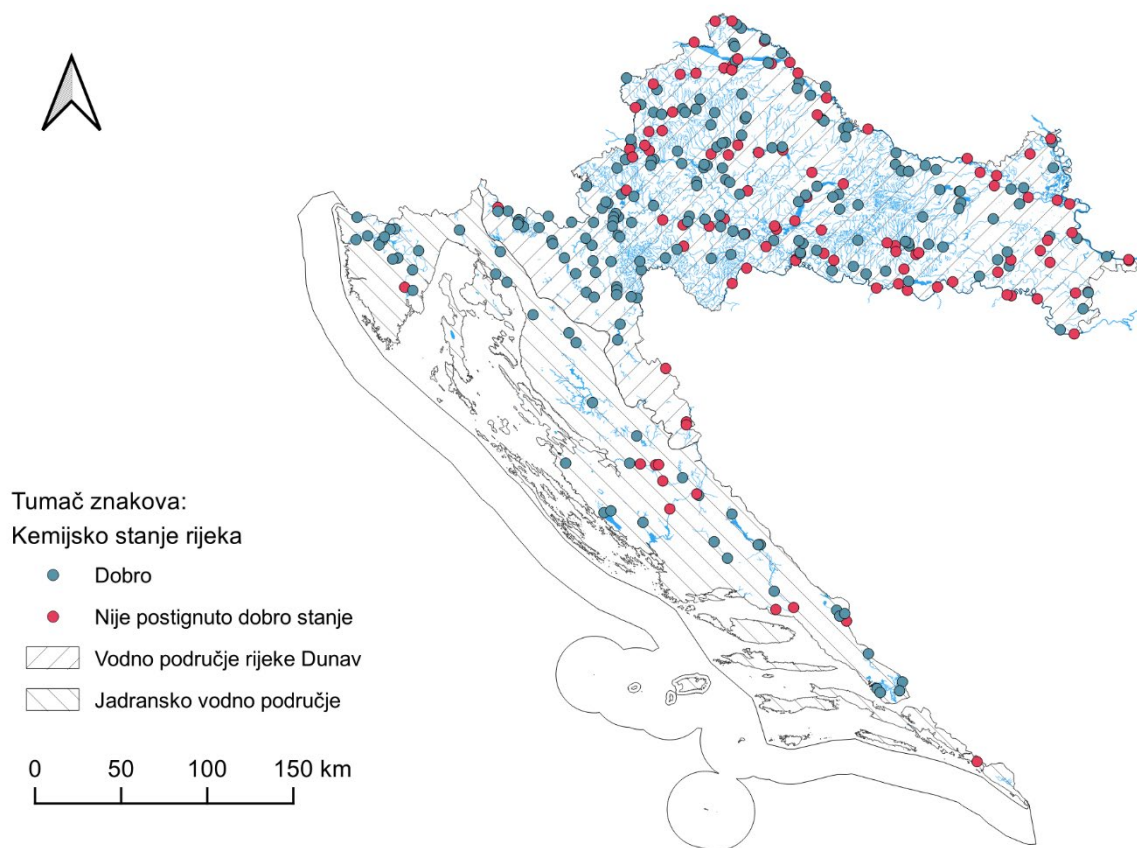 Tumač znakova:
Kemijsko stanje rijeka
Dobro
Nije postignuto dobro stanje
Vodno područje rijeke Dunav
Jadransko vodno područje
0 50 100 150 km